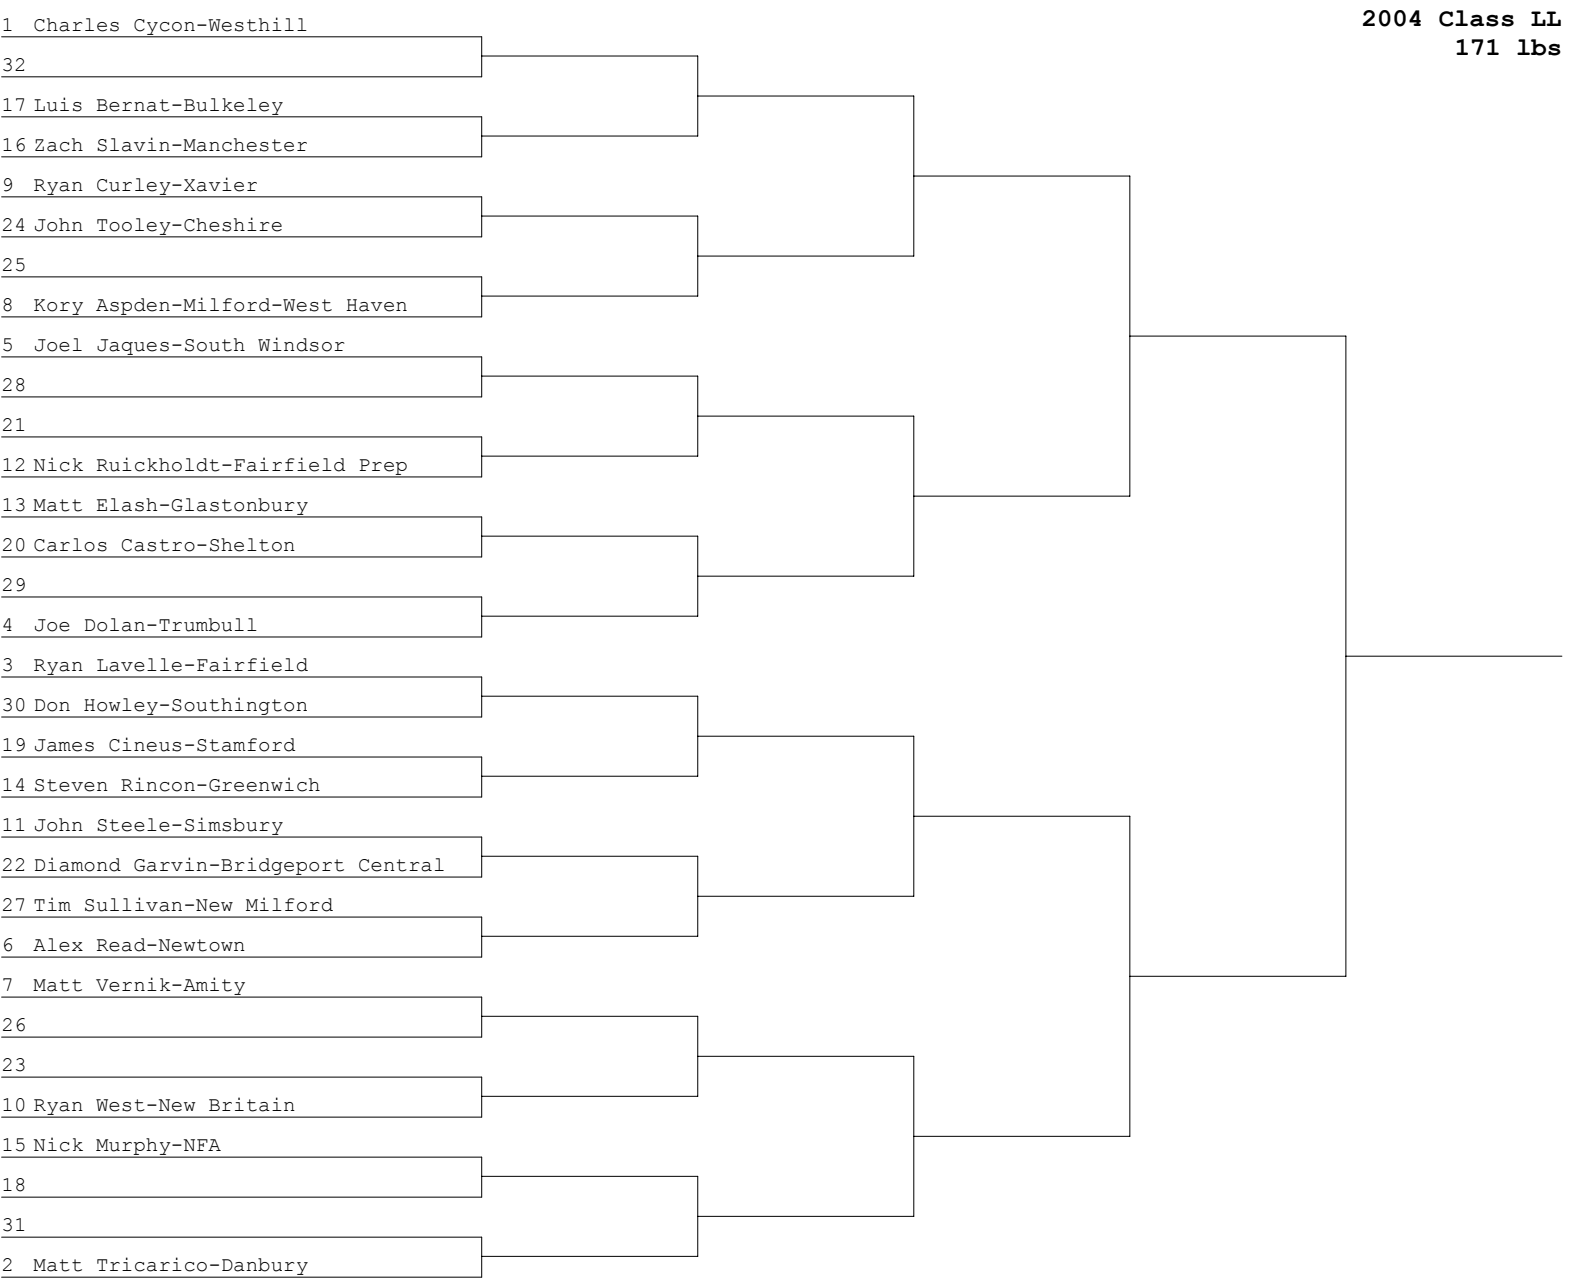 2004 Class LL
171 lbs
1 Charles Cycon-Westhill
32
17 Luis Bernat-Bulkeley
16 Zach Slavin-Manchester
9 Ryan Curley-Xavier
24 John Tooley-Cheshire
25
8 Kory Aspden-Milford-West Haven
5 Joel Jaques-South Windsor
28
21
12 Nick Ruickholdt-Fairfield Prep
13 Matt Elash-Glastonbury
20 Carlos Castro-Shelton
29
4 Joe Dolan-Trumbull
3 Ryan Lavelle-Fairfield
30 Don Howley-Southington
19 James Cineus-Stamford
14 Steven Rincon-Greenwich
11 John Steele-Simsbury
22 Diamond Garvin-Bridgeport Central
27 Tim Sullivan-New Milford
6 Alex Read-Newtown
7 Matt Vernik-Amity
26
23
10 Ryan West-New Britain
15 Nick Murphy-NFA
18
31
2 Matt Tricarico-Danbury